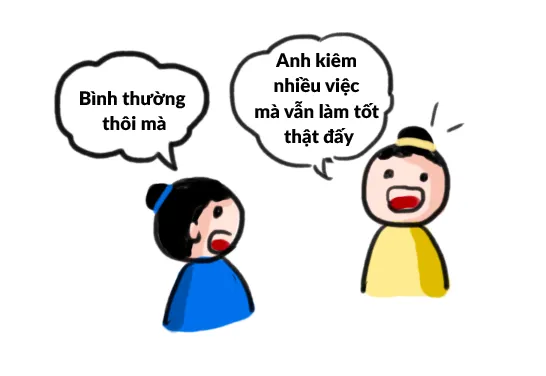 Bình thường
thôi mà
Anh kiêm
nhiều việc
mà vẫn làm tốt
thật đấy